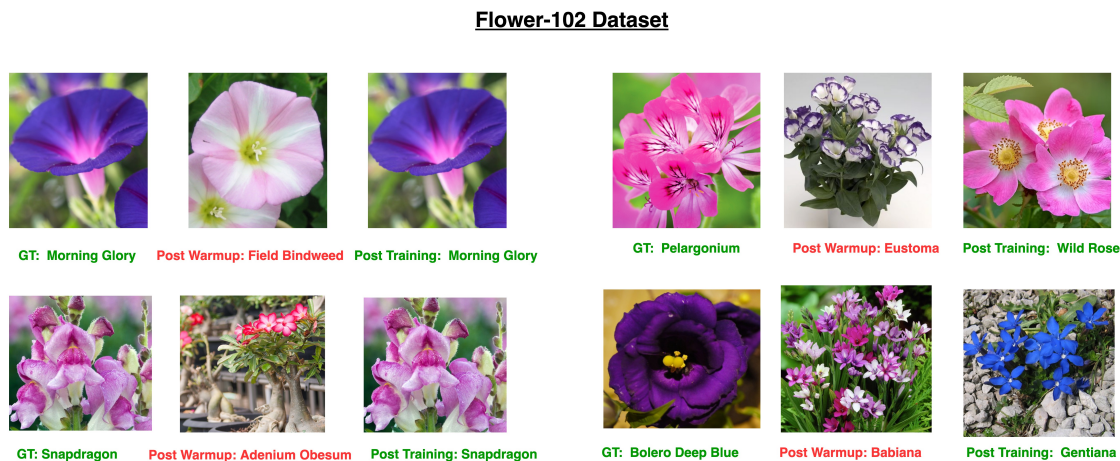 Flower-102 Dataset
GT: Morning Glory
Post Warmup: Field Bindweed
Post Training: Morning Glory
GT: Pelargonium
Post Warmup: Eustoma
Post Training: Wild Rose
GT: Snapdragon
Post Warmup: Adenium Obesum
Post Training: Snapdragon
GT: Bolero Deep Blue
Post Warmup: Babiana
Post Training: Gentiana